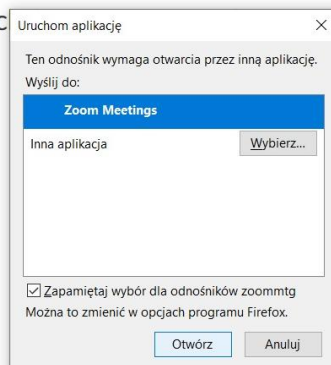 Uruchom aplikację
Ten odnośnik wymaga otwarcia przez inną aplikację.
Wyślij do:
Zoom Meetings
Inna aplikacja Wybierz...
Zapamiętaj wybór dla odnośników zoommtg
Można to zmienić w opcjach programu Firefox.
Otwórz Anuluj